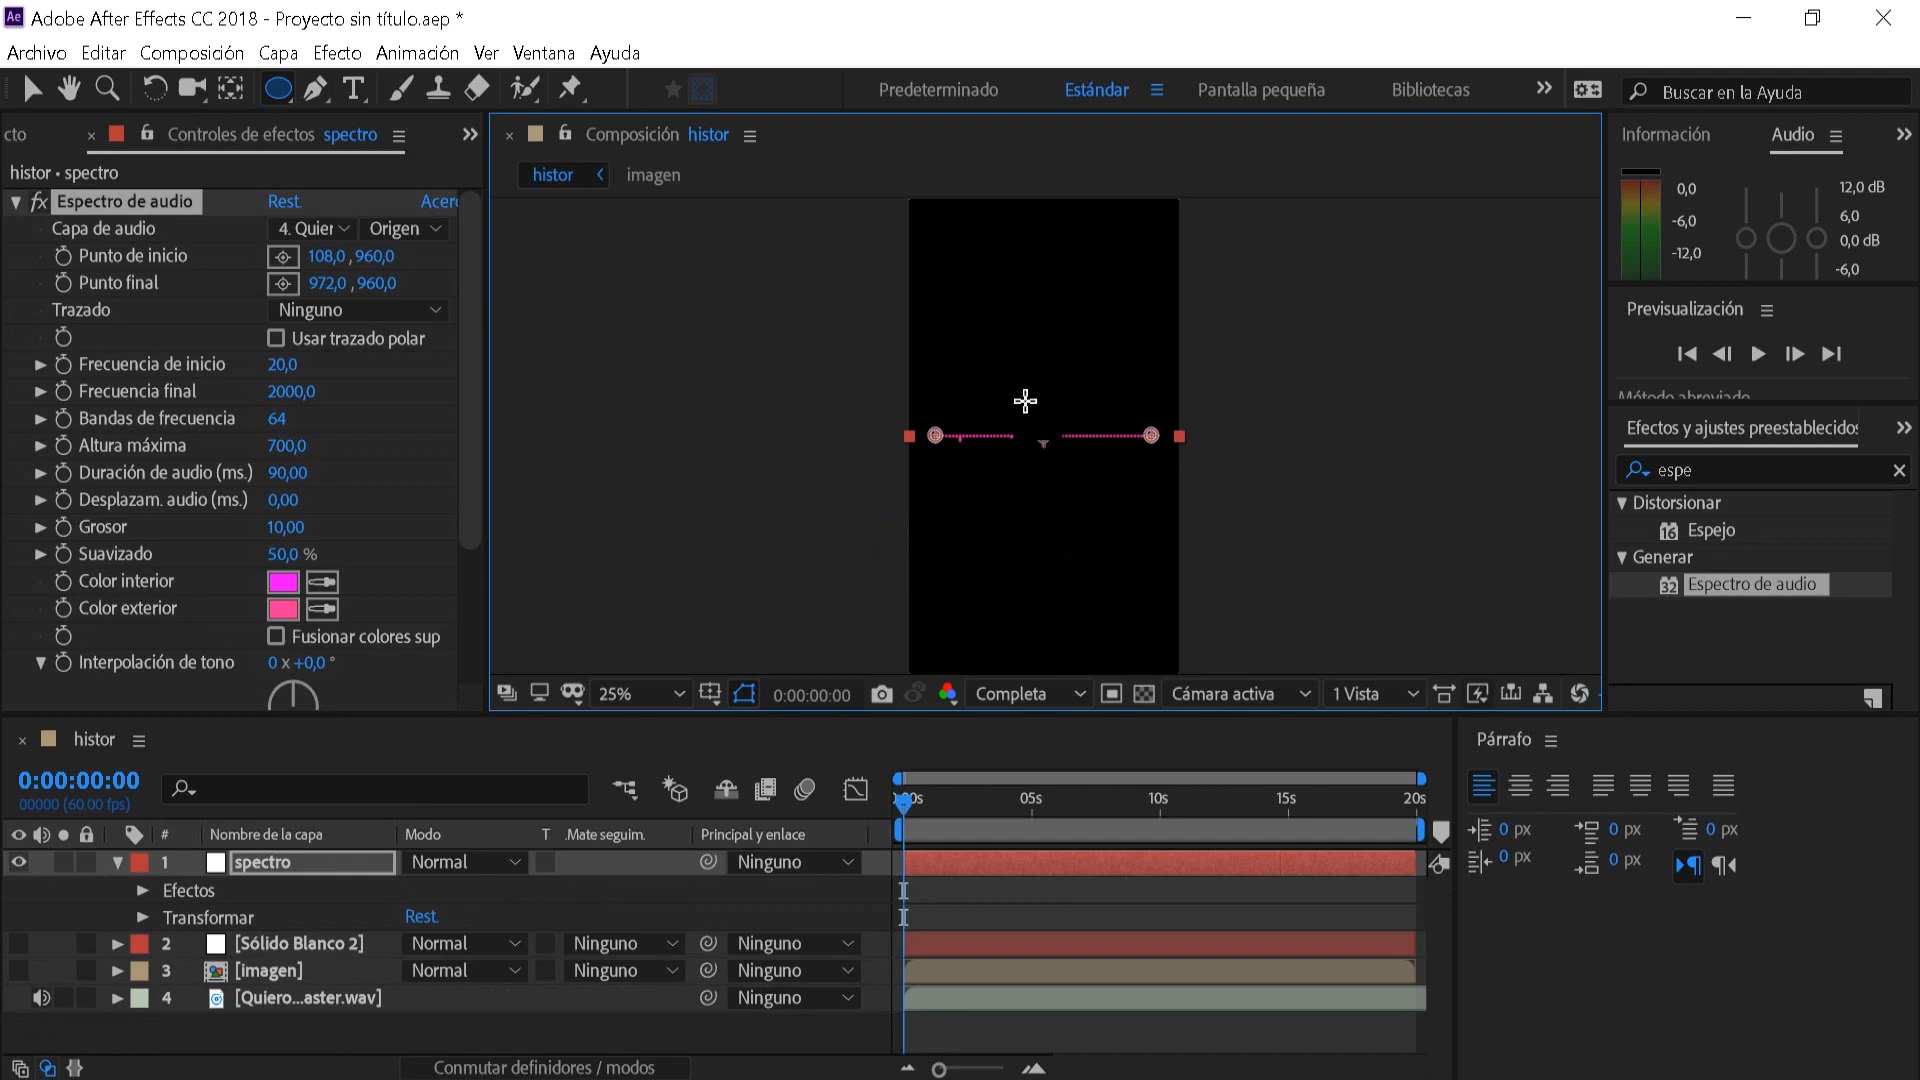 Ae Adobe After Effects CC 2018 - Proyecto sin título.aep *
Archivo Editar Composición Capa Efecto Animación Ver Ventana Ayuda
Predeterminado Estándar Pantalla pequeña Bibliotecas Buscar en la Ayuda
cto Controles de efectos spectro
Composición histor
Información Audio
histor • spectro
histor imagen
fx Espectro de audio Rest. Acerc
Capa de audio 4. Quier Origen
Punto de inicio 108,0 , 960,0
Punto final 972,0 , 960,0
Trazado Ninguno
Usar trazado polar
Frecuencia de inicio 20,0
Frecuencia final 2000,0
Bandas de frecuencia 64
Altura máxima 700,0
Duración de audio (ms.) 90,00
Desplazam. audio (ms.) 0,00
Grosor 10,00
Suavizado 50,0 %
Color interior
Color exterior
Fusionar colores sup
Interpolación de tono 0 x +0,0 °
25% 0:00:00:00 Completa Cámara activa 1 Vista
0,0 12,0 dB
-6,0 6,0
0,0 dB
-12,0 -6,0
Previsualización
Método abreviado
Efectos y ajustes preestablecidos
espe
Distorsionar
16 Espejo
Generar
32 Espectro de audio
histor
0:00:00:00
00000 (60,00 fps)
05s 10s 15s 20s
# Nombre de la capa Modo T .Mate seguim. Principal y enlace
1 spectro Normal Ninguno
Efectos
Transformar Rest.
2 [Sólido Blanco 2] Normal Ninguno Ninguno
3 [imagen] Normal Ninguno Ninguno
4 [Quiero...aster.wav] Ninguno
Conmutar definidores / modos
Párrafo
0 px 0 px 0 px
0 px 0 px